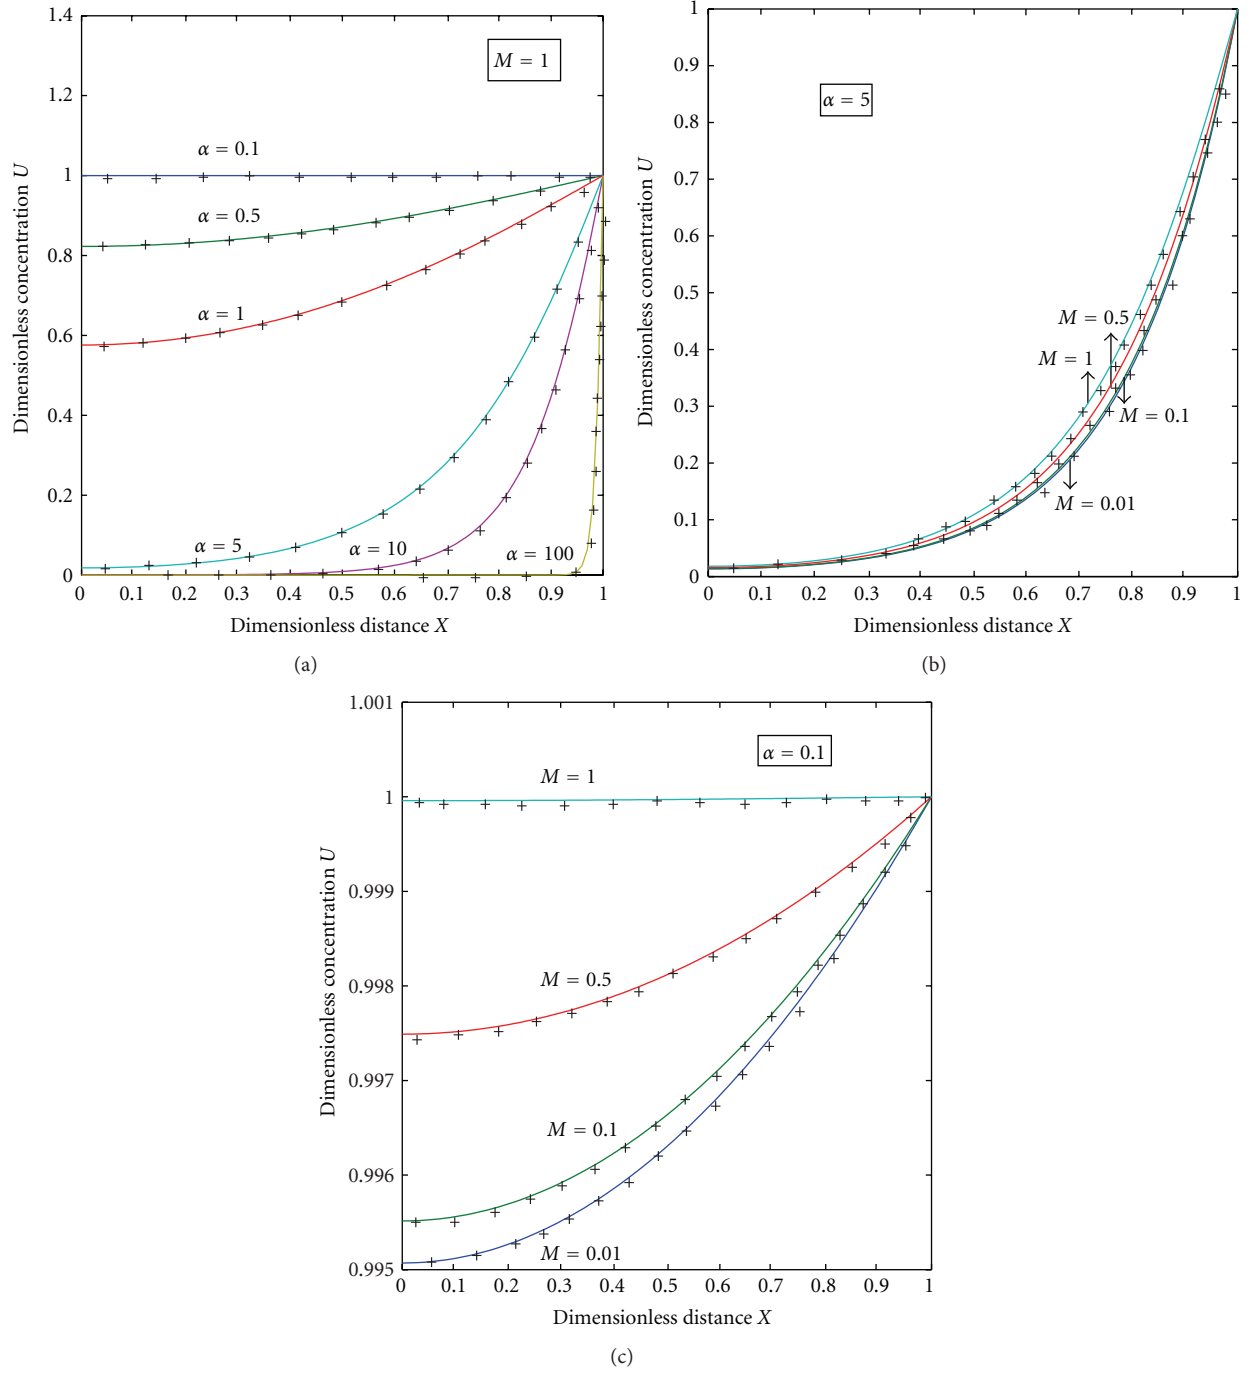 1.4
1.2
1
0.8
0.6
0.4
0.2
0
Dimensionless concentration U
M = 1
α = 0.1
α = 0.5
α = 1
α = 5
α = 10
α = 100
0 0.1 0.2 0.3 0.4 0.5 0.6 0.7 0.8 0.9 1
Dimensionless distance X
(a)
1
0.9
0.8
0.7
0.6
0.5
0.4
0.3
0.2
0.1
0
Dimensionless concentration U
α = 5
M = 0.5
M = 1
M = 0.1
M = 0.01
0 0.1 0.2 0.3 0.4 0.5 0.6 0.7 0.8 0.9 1
Dimensionless distance X
(b)
1.001
1
0.999
0.998
0.997
0.996
0.995
Dimensionless concentration U
α = 0.1
M = 1
M = 0.5
M = 0.1
M = 0.01
0 0.1 0.2 0.3 0.4 0.5 0.6 0.7 0.8 0.9 1
Dimensionless distance X
(c)